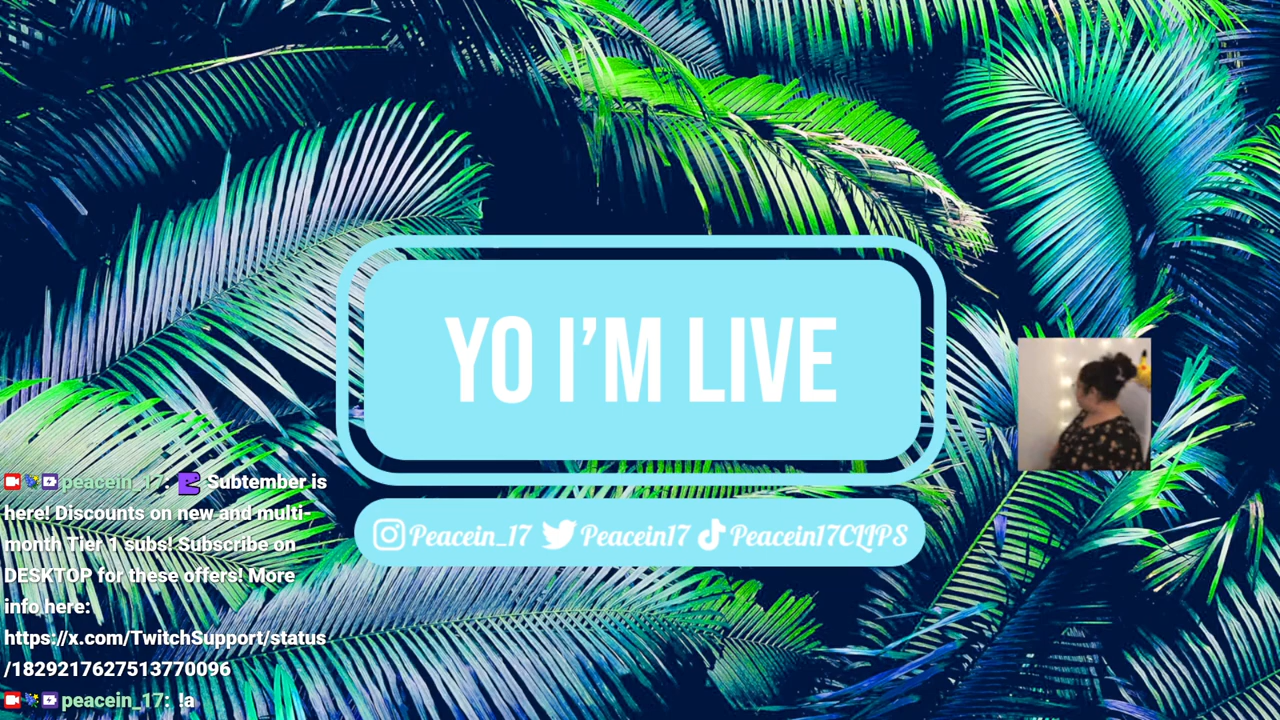 YO I'M LIVE
Peacein_17 Peacein17 Peacein17CLIPS
peacein_17: Subtember is
here! Discounts on new and multi-
month Tier 1 subs! Subscribe on
DESKTOP for these offers! More
info here:
https://x.com/TwitchSupport/status
/1829217627513770096
peacein_17: !a